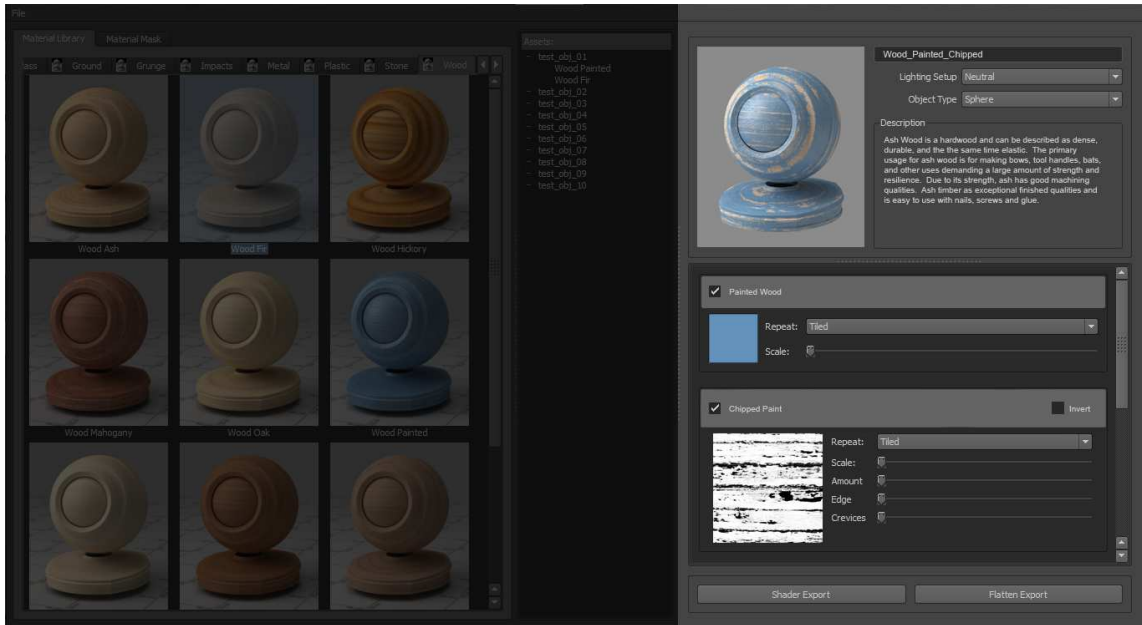 File
Material Library Material Mask
lass Ground Grunge Impacts Metal Plastic Stone Wood
Wood Ash Wood Fir Wood Hickory
Wood Mahogany Wood Oak Wood Painted
Assets:
test_obj_01
Wood Painted
Wood Fir
test_obj_02
test_obj_03
test_obj_04
test_obj_05
test_obj_06
test_obj_07
test_obj_08
test_obj_09
test_obj_10
Wood_Painted_Chipped
Lighting Setup Neutral
Object Type Sphere
Description
Ash Wood is a hardwood and can be described as dense,
durable, and the the same time elastic. The primary
usage for ash wood is for making bows, tool handles, bats,
and other uses demanding a large amount of strength and
resilience. Due to its strength, ash has good machining
qualities. Ash timber as exceptional finished qualities and
is easy to use with nails, screws and glue.
Painted Wood
Repeat: Tiled
Scale:
Chipped Paint Invert
Repeat: Tiled
Scale:
Amount
Edge
Crevices
Shader Export Flatten Export